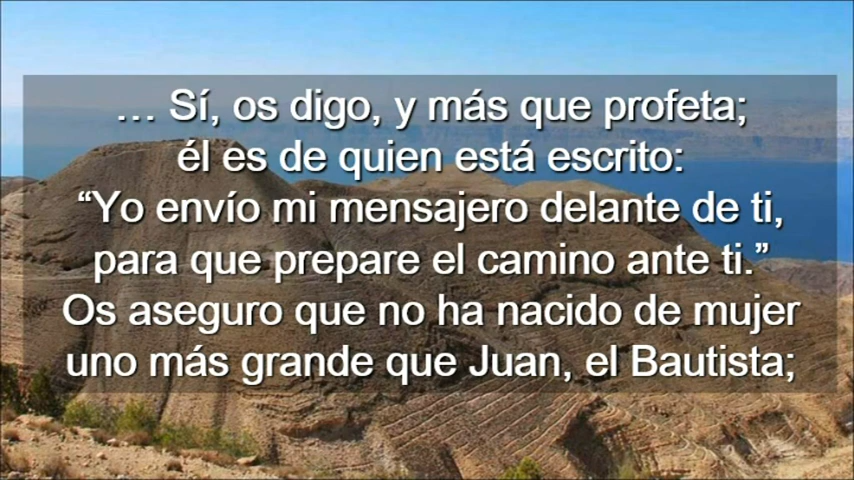 ... Sí, os digo, y más que profeta;
él es de quien está escrito:
“Yo envío mi mensajero delante de ti,
para que prepare el camino ante ti.”
Os aseguro que no ha nacido de mujer
uno más grande que Juan, el Bautista;